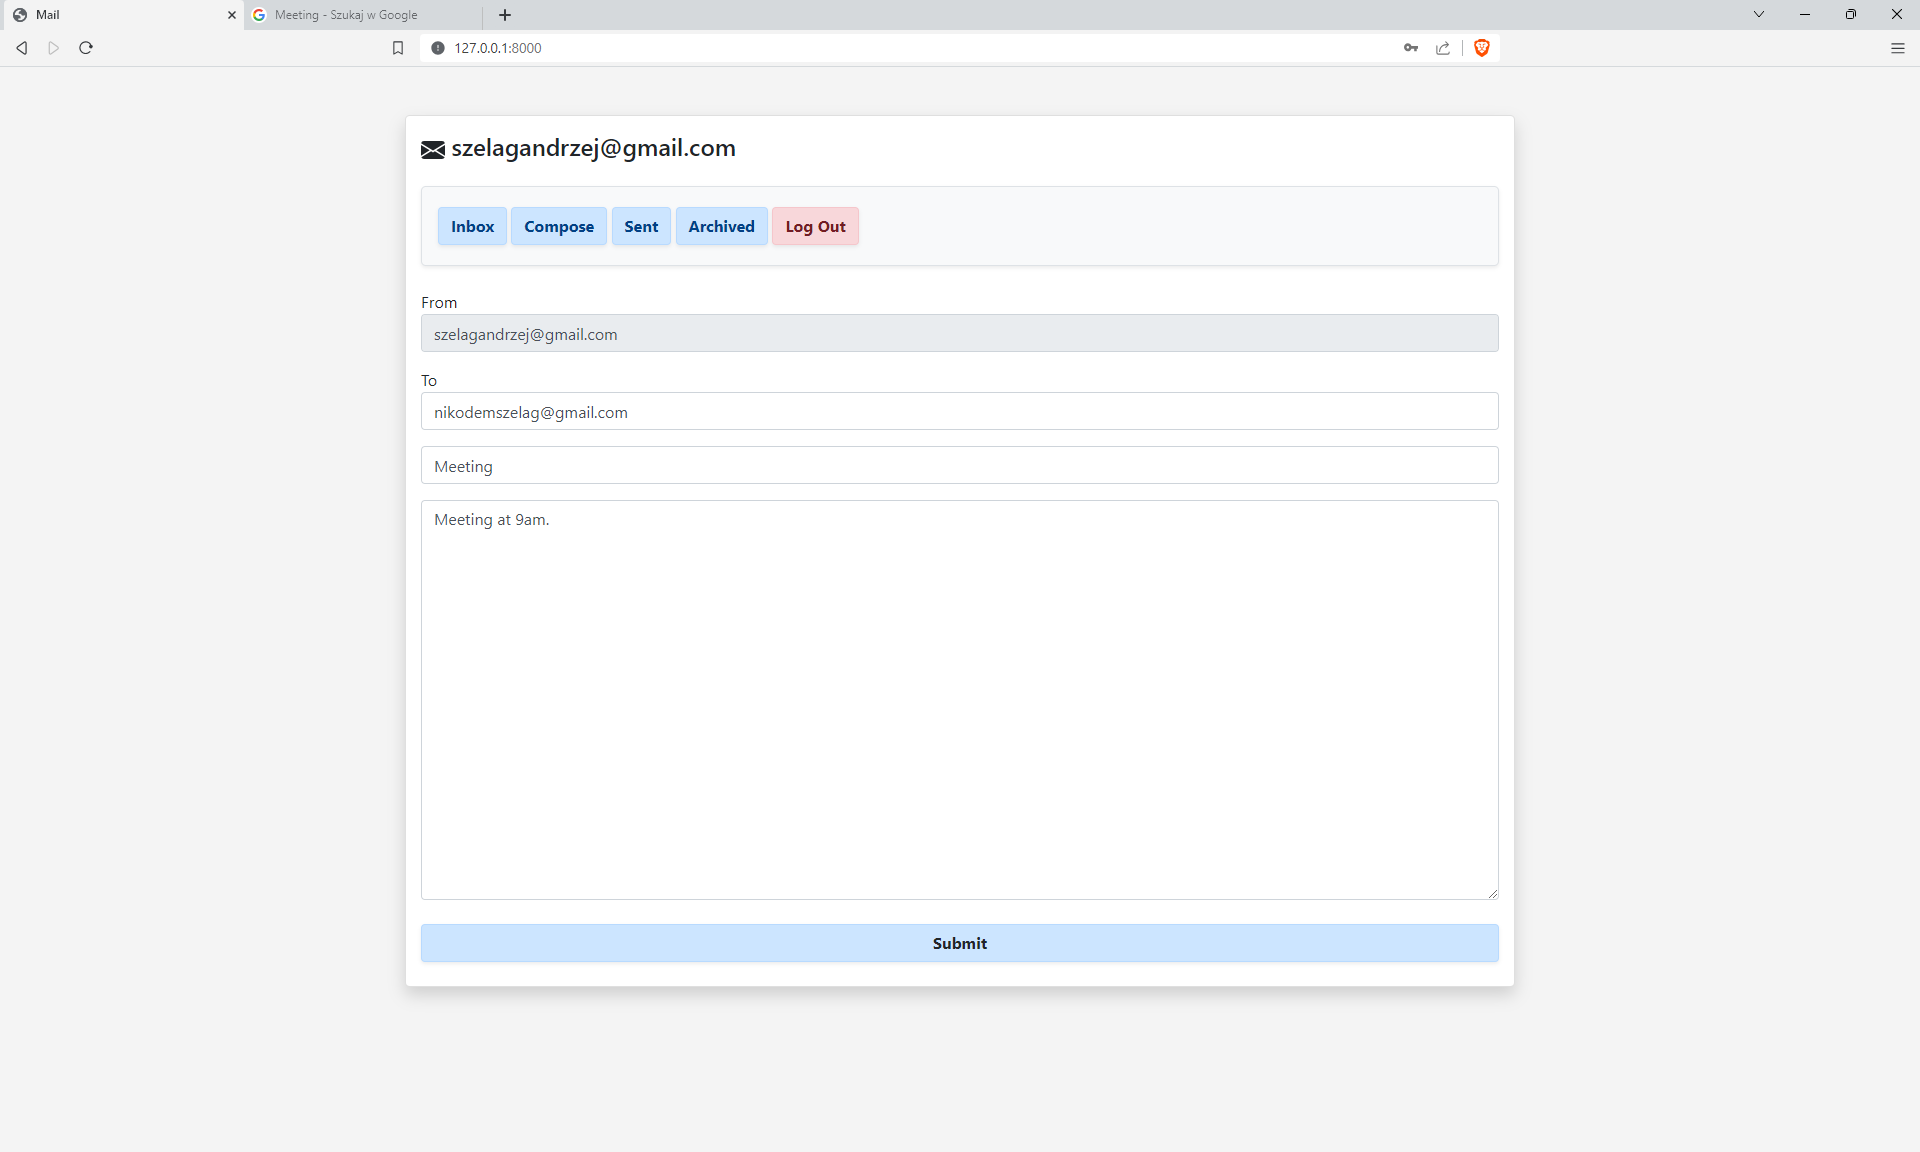 Mail
Meeting - Szukaj w Google
127.0.0.1:8000
szelagandrzej@gmail.com
Inbox Compose Sent Archived Log Out
From
szelagandrzej@gmail.com
To
nikodemszelag@gmail.com
Meeting
Meeting at 9am.
Submit